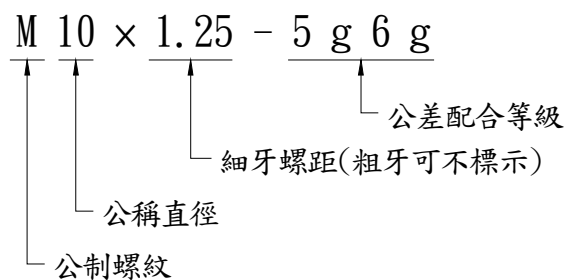 M 10 × 1.25 - 5 g 6 g
公差配合等級
細牙螺距(粗牙可不標示)
公稱直徑
公制螺紋